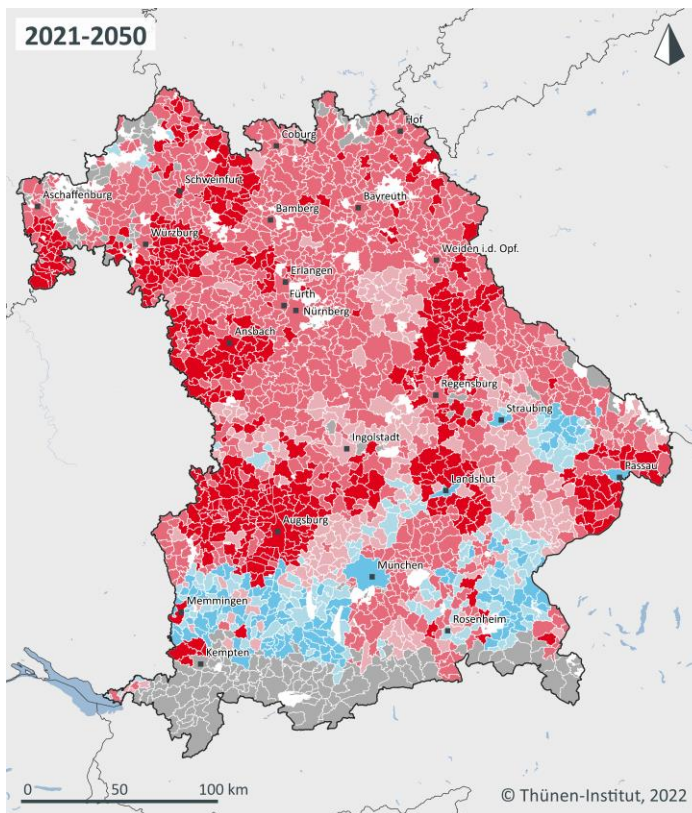 2021-2050
Hof
Coburg
Schweinfurt
Aschaffenburg
Bayreuth
Bamberg
Würzburg
Weiden i.d. Opf.
Erlangen
Fürth
Nürnberg
Ansbach
Regensburg
Straubing
Ingolstadt
Passau
Landshut
Augsburg
München
Memmingen
Rosenheim
Kempten
0 50 100 km
© Thünen-Institut, 2022